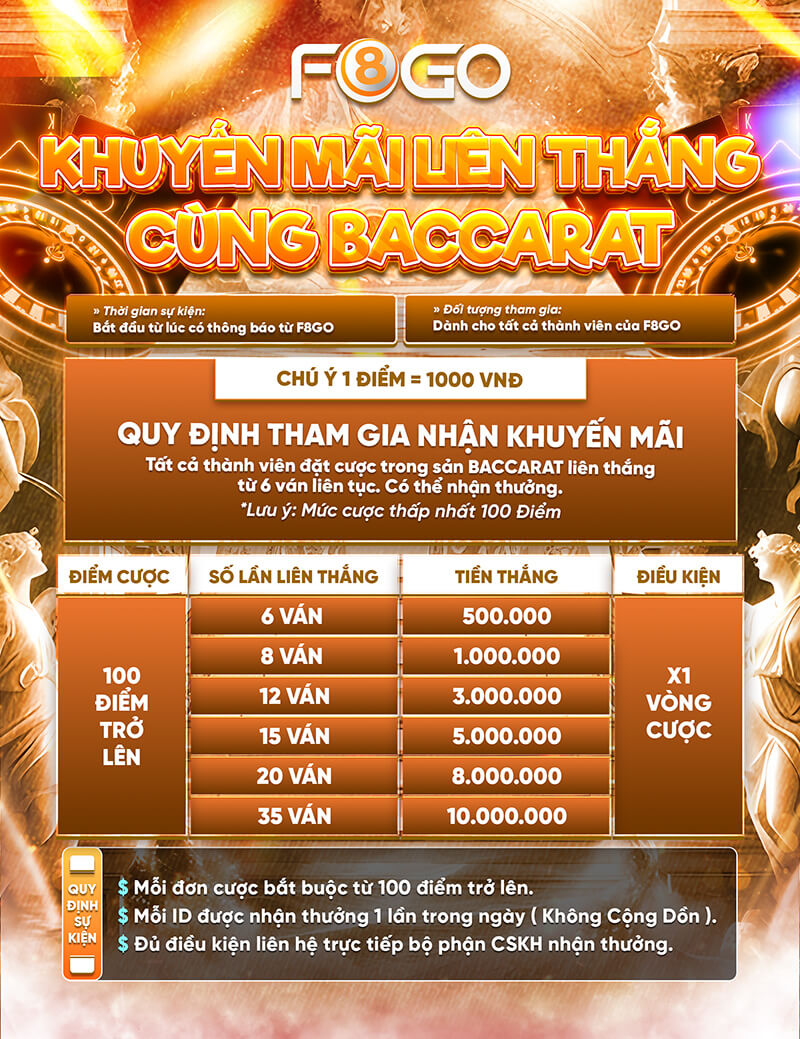 F8GO
KHUYẾN MÃI LIÊN THẮNG
CÙNG BACCARAT
» Thời gian sự kiện:
Bắt đầu từ lúc có thông báo từ F8GO
» Đối tượng tham gia:
Dành cho tất cả thành viên của F8GO
CHÚ Ý 1 ĐIỂM = 1000 VNĐ
QUY ĐỊNH THAM GIA NHẬN KHUYẾN MÃI
Tất cả thành viên đặt cược trong sản BACCARAT liên thắng
từ 6 ván liên tục. Có thể nhận thưởng.
*Lưu ý: Mức cược thấp nhất 100 Điểm
ĐIỂM CƯỢC SỐ LẦN LIÊN THẮNG TIỀN THẮNG ĐIỀU KIỆN
6 VÁN 500.000
8 VÁN 1.000.000
12 VÁN 3.000.000
15 VÁN 5.000.000
20 VÁN 8.000.000
35 VÁN 10.000.000
100
ĐIỂM
TRỞ
LÊN
X1
VÒNG
CƯỢC
QUY
ĐỊNH
SỰ
KIỆN
$ Mỗi đơn cược bắt buộc từ 100 điểm trở lên.
$ Mỗi ID được nhận thưởng 1 lần trong ngày ( Không Cộng Dồn ).
$ Đủ điều kiện liên hệ trực tiếp bộ phận CSKH nhận thưởng.